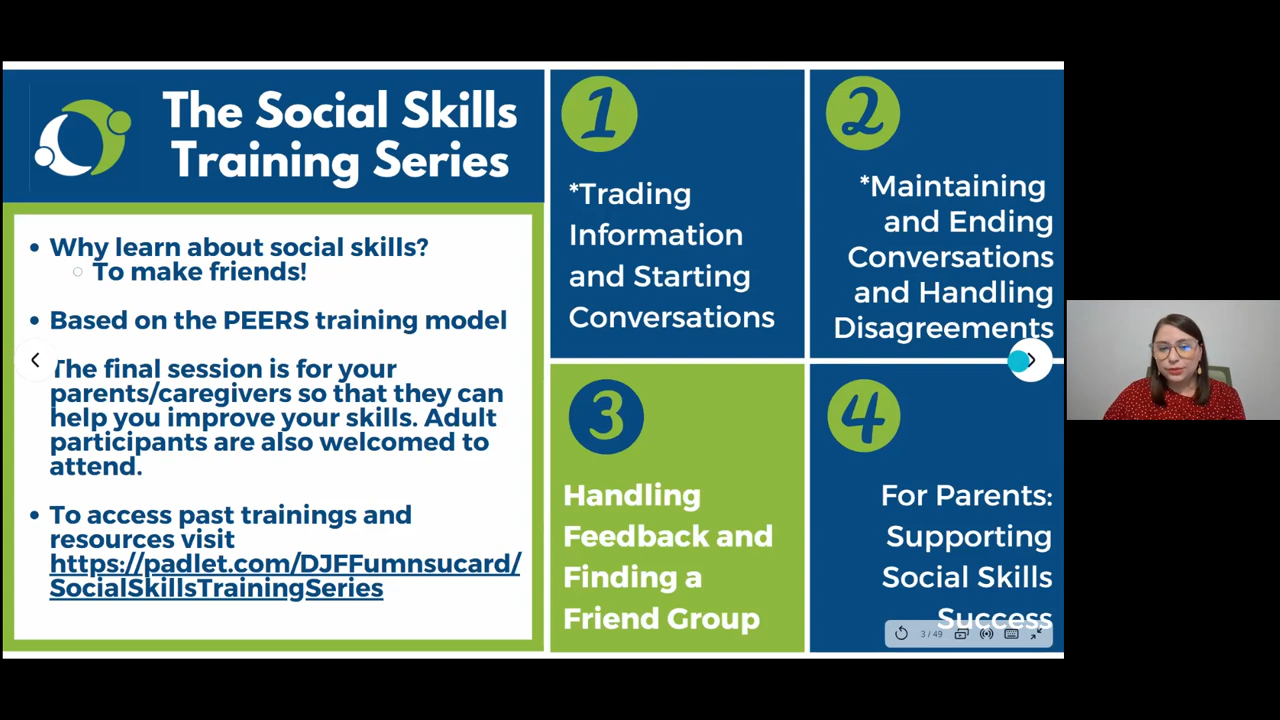 The Social Skills
Training Series
Why learn about social skills?
To make friends!
Based on the PEERS training model
The final session is for your
parents/caregivers so that they can
help you improve your skills. Adult
participants are also welcomed to
attend.
To access past trainings and
resources visit
https://padlet.com/DJFFumnsucard/
SocialSkillsTrainingSeries
1
*Trading
Information
and Starting
Conversations
2
*Maintaining
and Ending
Conversations
and Handling
Disagreements
3
Handling
Feedback and
Finding a
Friend Group
4
For Parents:
Supporting
Social Skills
Success
3 / 49